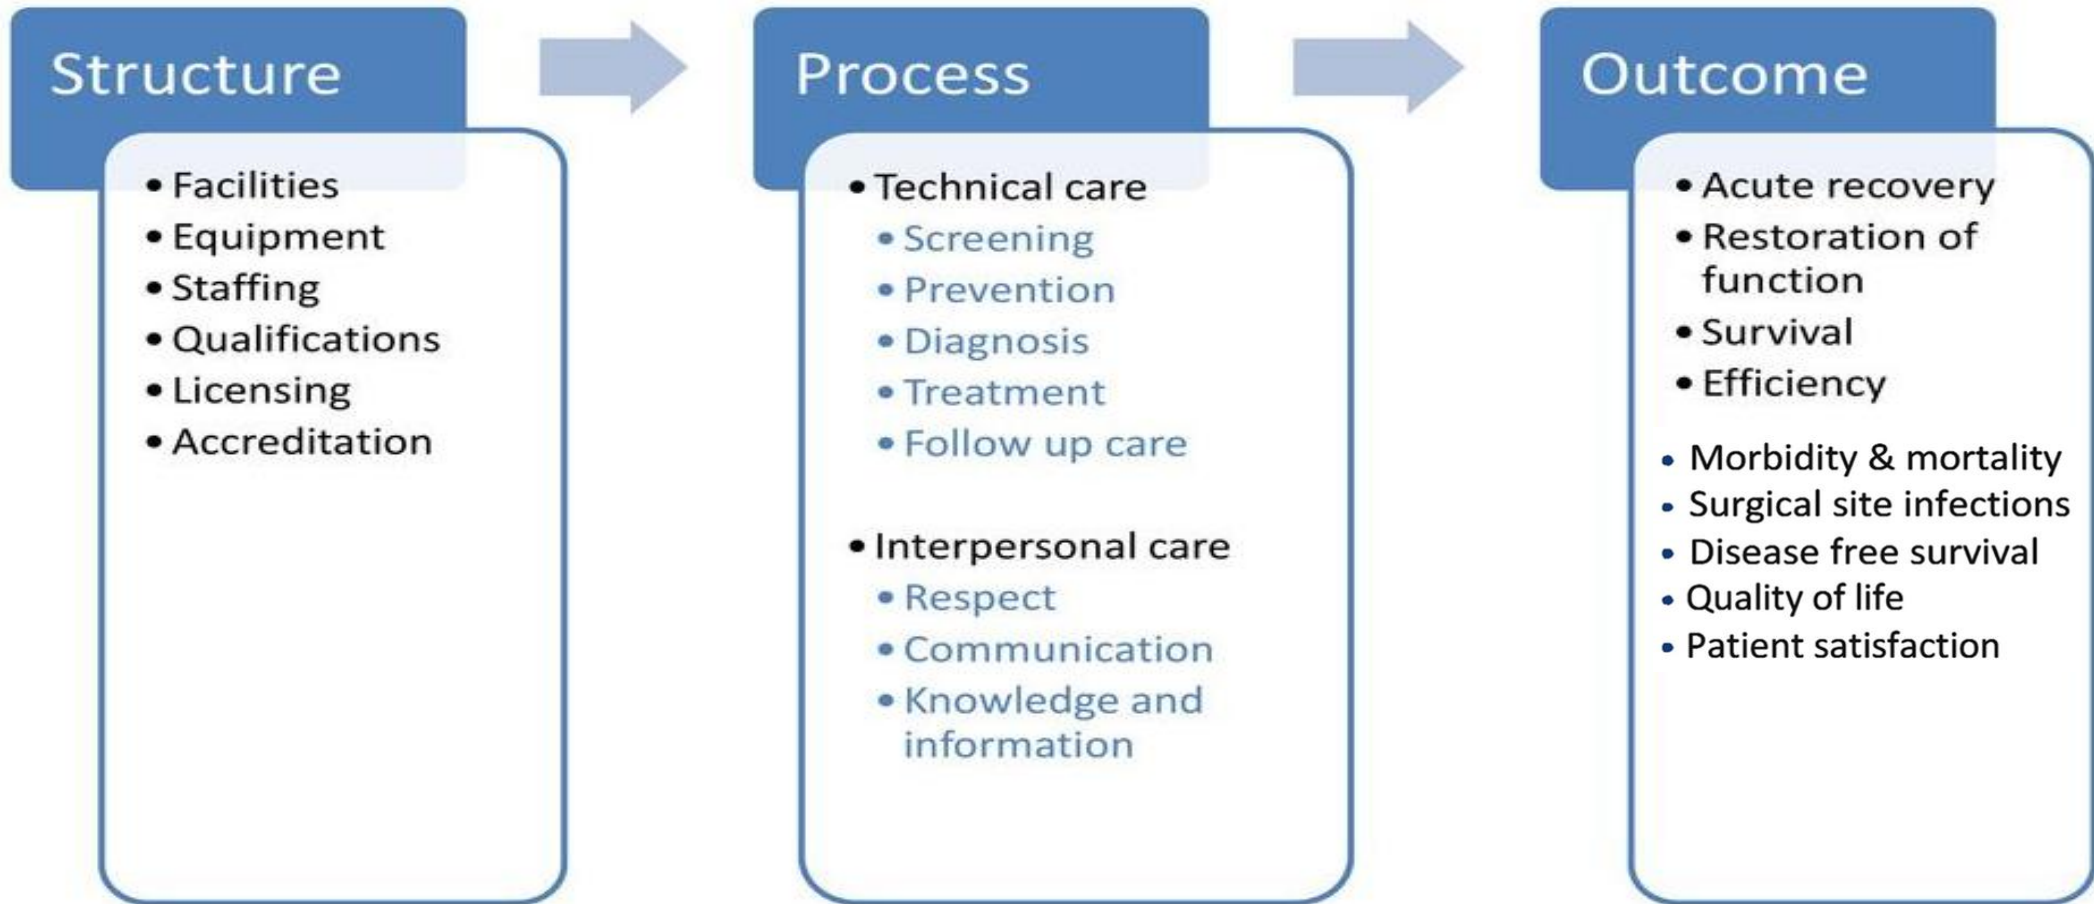 Structure
• Facilities
• Equipment
• Staffing
• Qualifications
• Licensing
• Accreditation
Process
• Technical care
• Screening
• Prevention
• Diagnosis
• Treatment
• Follow up care
• Interpersonal care
• Respect
• Communication
• Knowledge and
information
Outcome
• Acute recovery
• Restoration of
function
• Survival
• Efficiency
• Morbidity & mortality
• Surgical site infections
• Disease free survival
• Quality of life
• Patient satisfaction